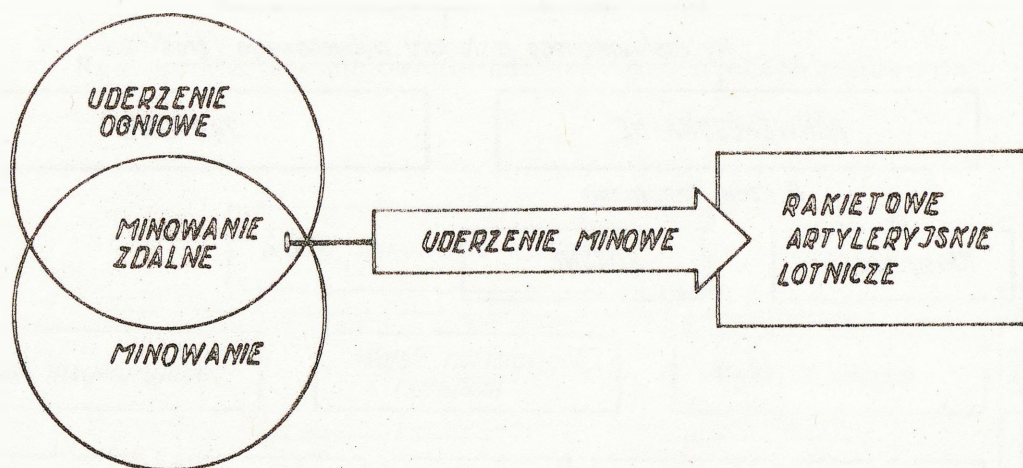 UDERZENIE
OGNIOWE
MINOWANIE
ZDALNE
MINOWANIE
UDERZENIE MINOWE
RAKIETOWE
ARTYLERYJSKIE
LOTNICZE